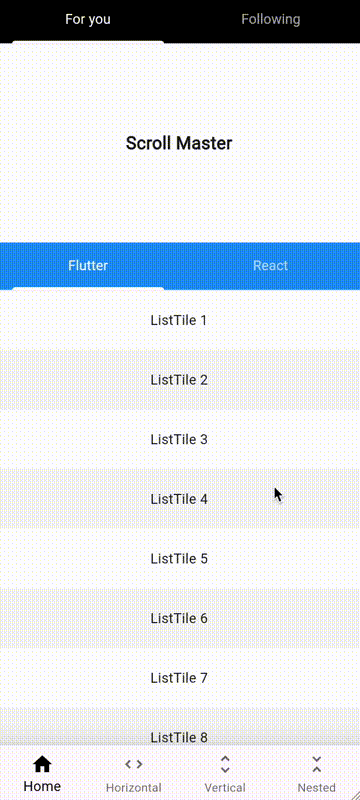 For you Following
Scroll Master
Flutter React
ListTile 1
ListTile 2
ListTile 3
ListTile 4
ListTile 5
ListTile 6
ListTile 7
ListTile 8
Home Horizontal Vertical Nested